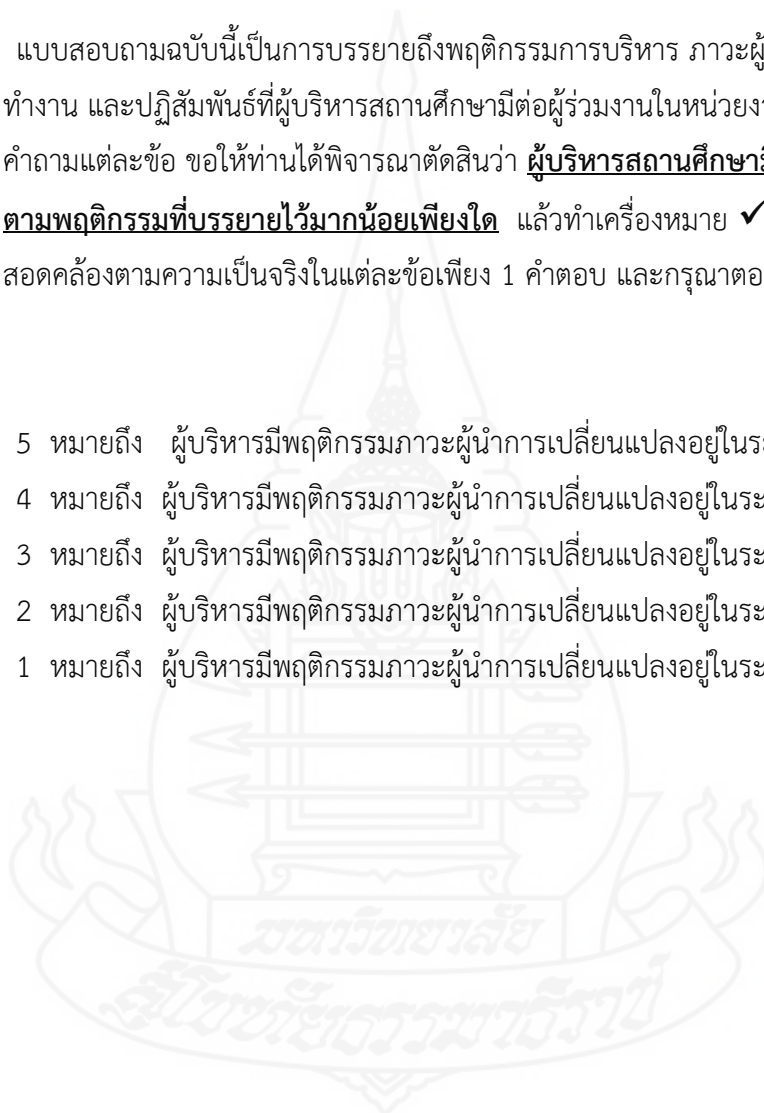 แบบสอบถามฉบับนี้เป็นการบรรยายถึงพฤติกรรมการบริหาร ภาวะผู้
ทำงาน และปฏิสัมพันธ์ที่ผู้บริหารสถานศึกษามีต่อผู้ร่วมงานในหน่วยงา
คำถามแต่ละข้อ ขอให้ท่านได้พิจารณาตัดสินว่า ผู้บริหารสถานศึกษามี
ตามพฤติกรรมที่บรรยายไว้มากน้อยเพียงใด แล้วทำเครื่องหมาย ✓
สอดคล้องตามความเป็นจริงในแต่ละข้อเพียง 1 คำตอบ และกรุณาตอ
5 หมายถึง ผู้บริหารมีพฤติกรรมภาวะผู้นำการเปลี่ยนแปลงอยู่ในระ
4 หมายถึง ผู้บริหารมีพฤติกรรมภาวะผู้นำการเปลี่ยนแปลงอยู่ในระ
3 หมายถึง ผู้บริหารมีพฤติกรรมภาวะผู้นำการเปลี่ยนแปลงอยู่ในระ
2 หมายถึง ผู้บริหารมีพฤติกรรมภาวะผู้นำการเปลี่ยนแปลงอยู่ในระ
1 หมายถึง ผู้บริหารมีพฤติกรรมภาวะผู้นำการเปลี่ยนแปลงอยู่ในระ
มหาวิทยาลัย
สุโขทัยธรรมาธิราช